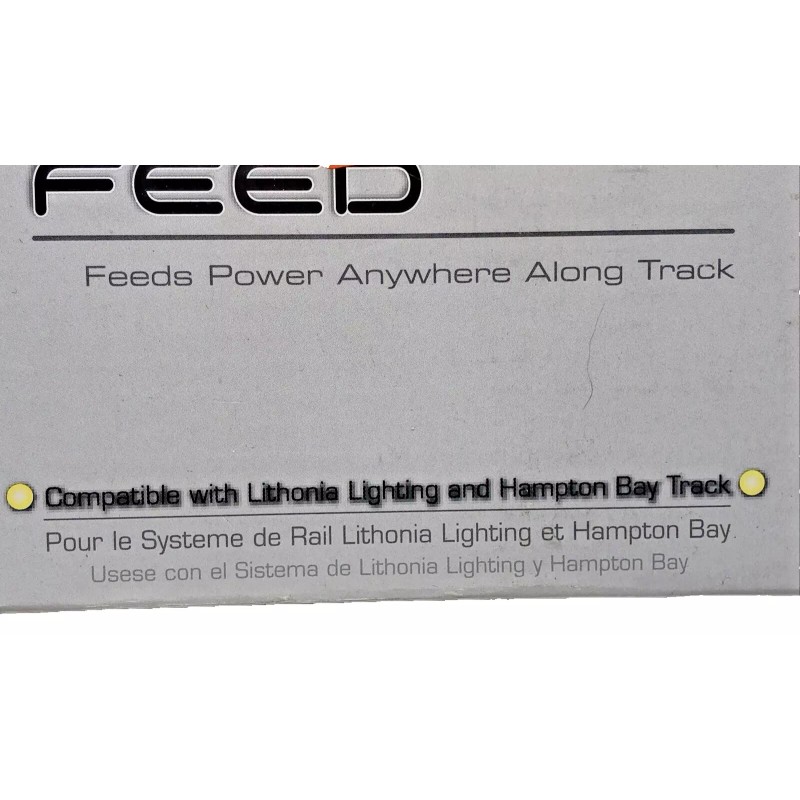 FEED
Feeds Power Anywhere Along Track
Compatible with Lithonia Lighting and Hampton Bay Track
Pour le Systeme de Rail Lithonia Lighting et Hampton Bay.
Usese con el Sistema de Lithonia Lighting y Hampton Bay